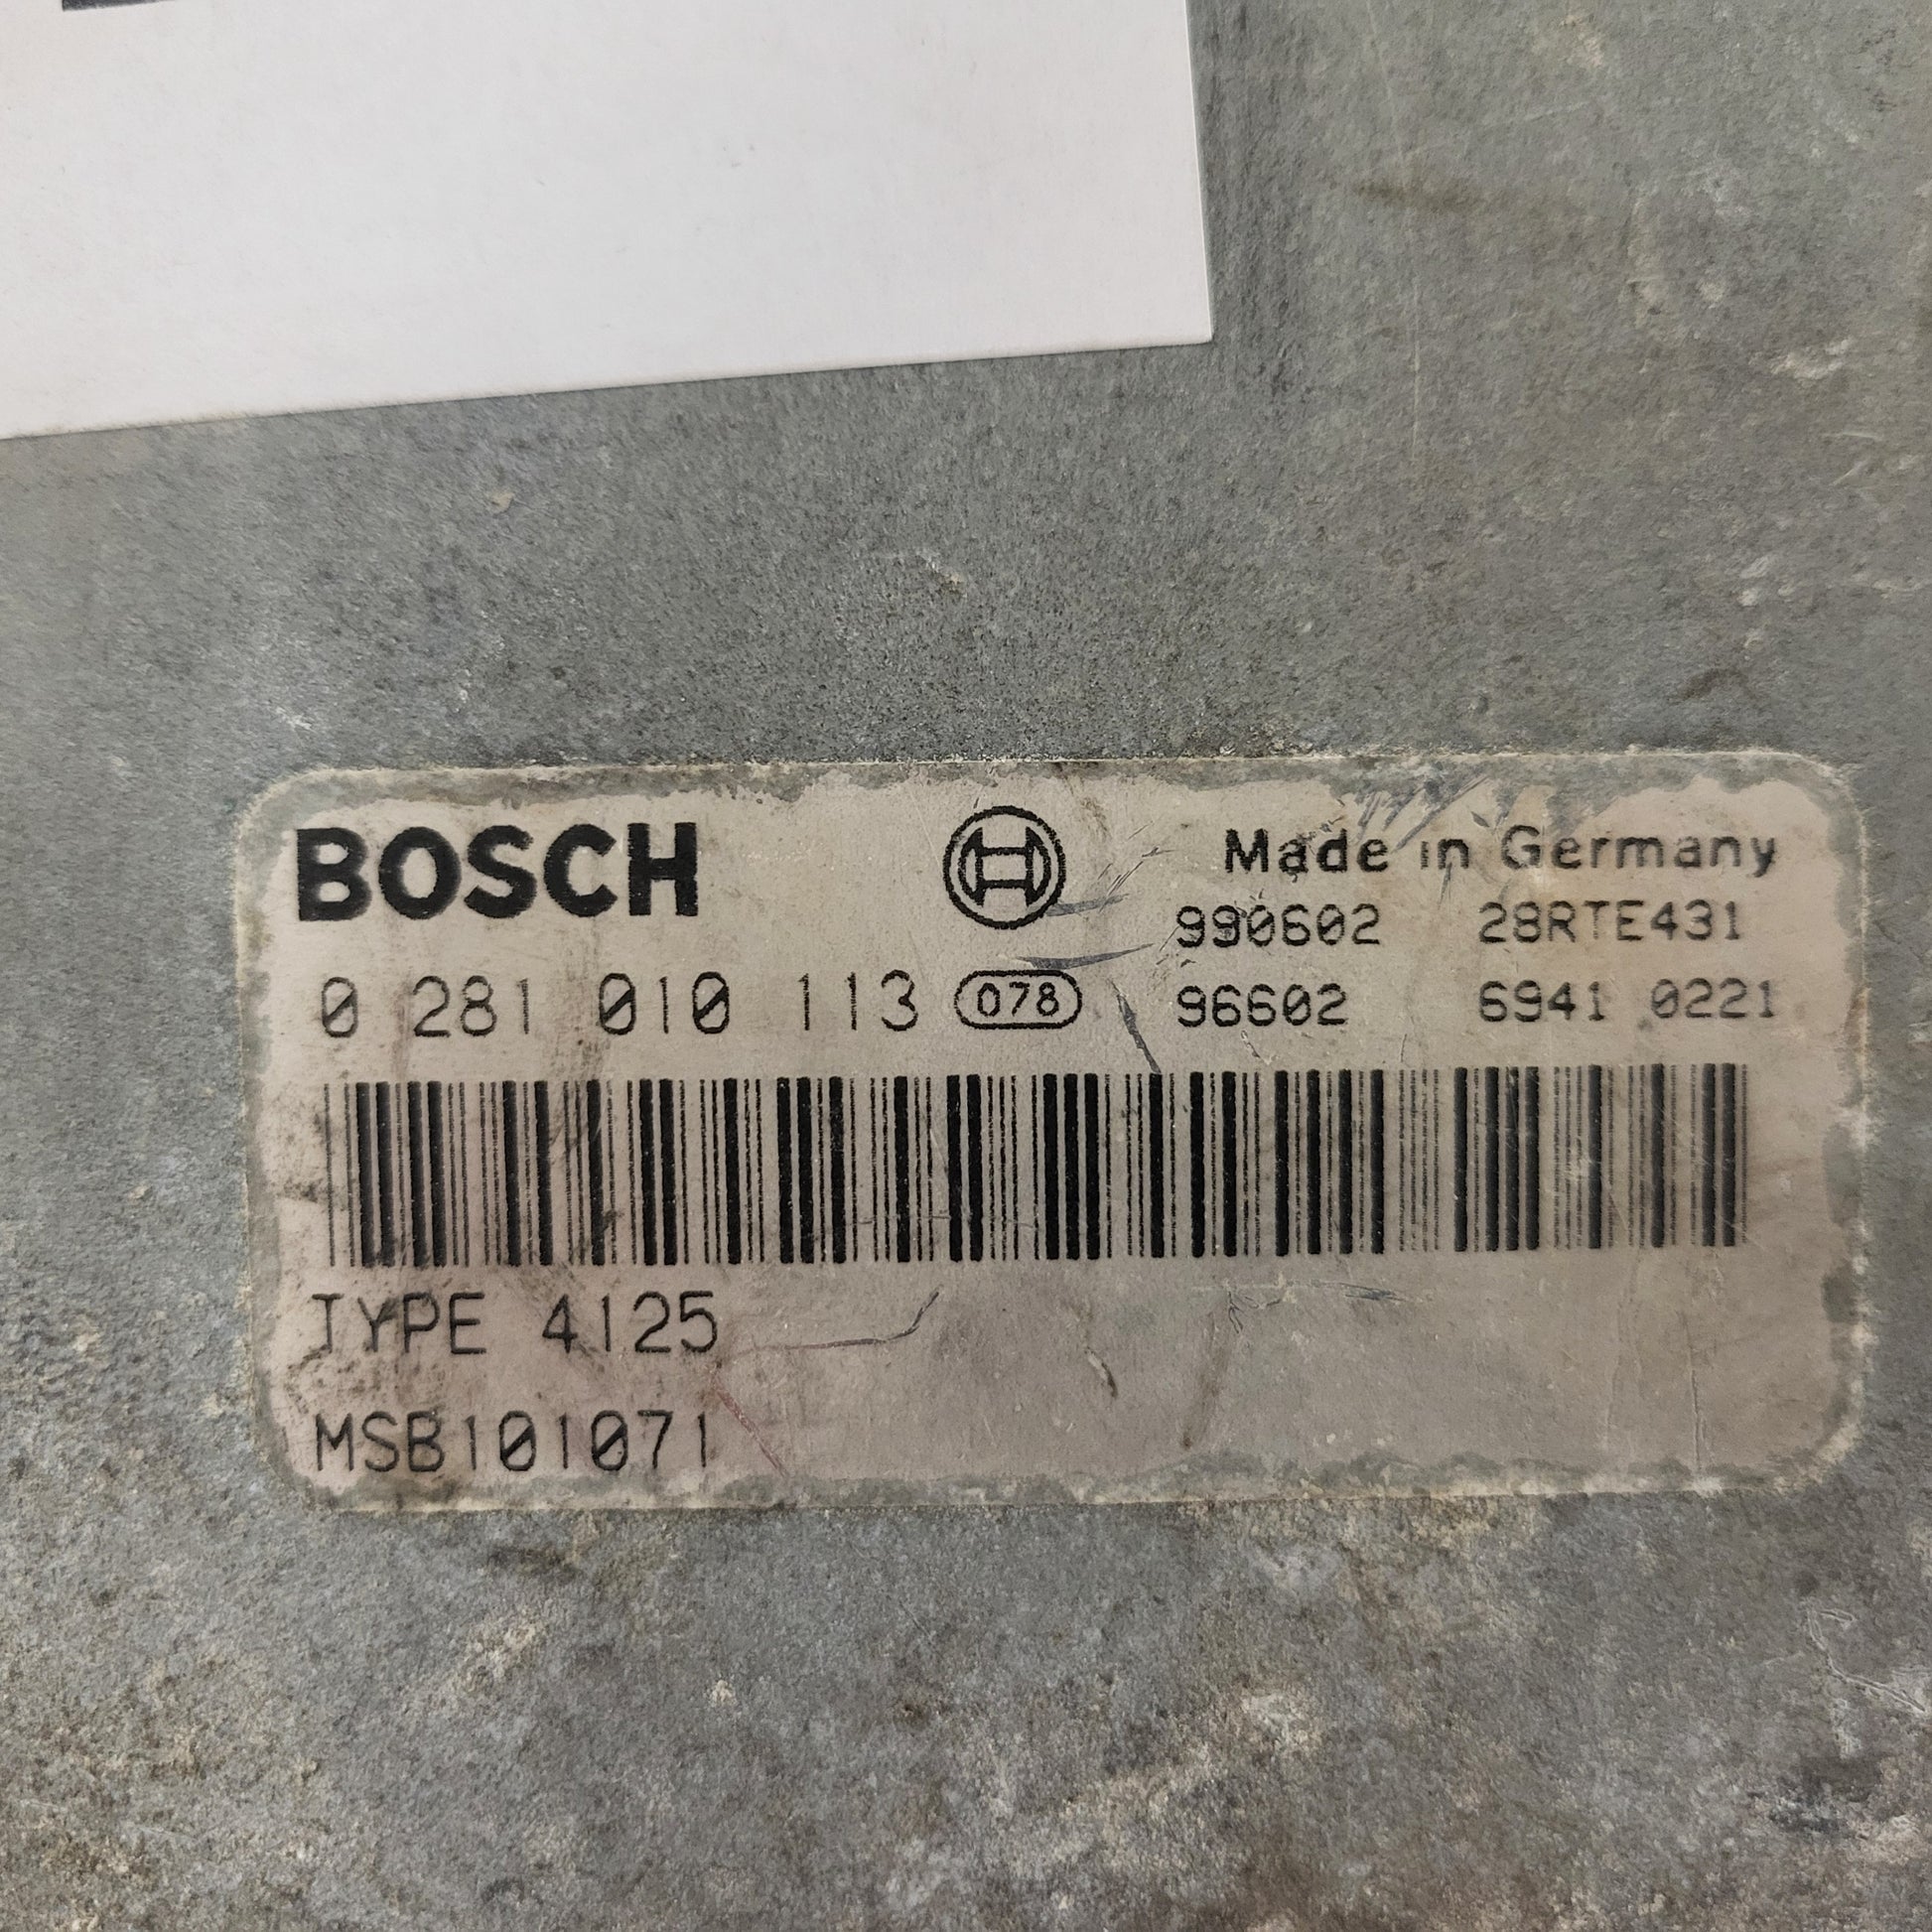 BOSCH
Made in Germany
990602 28RTE431
0 281 010 113 078 96602 6941 0221
TYPE 4125
MSB101071